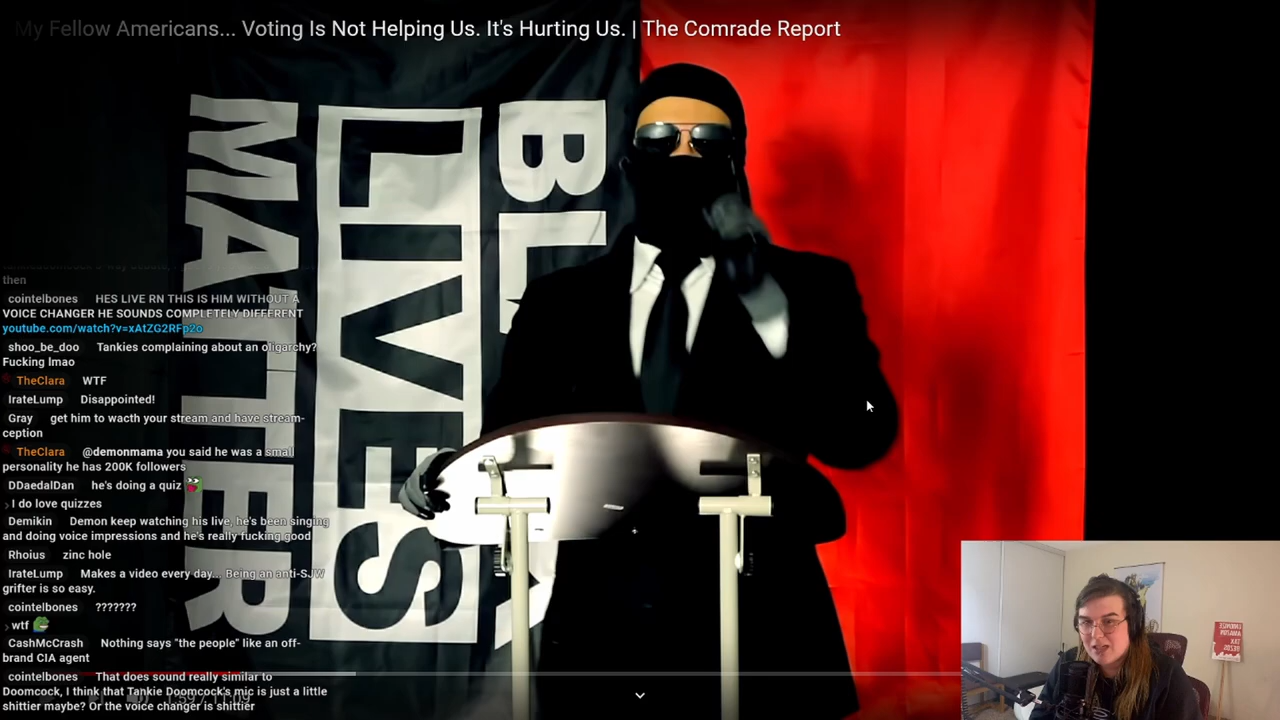 My Fellow Americans... Voting Is Not Helping Us. It's Hurting Us. | The Comrade Report
BL
LIVES
MATTER
then
cointelbones HES LIVE RN THIS IS HIM WITHOUT A
VOICE CHANGER HE SOUNDS COMPLETELY DIFFERENT
youtube.com/watch?v=xAtZG2RFp2o
shoo_be_doo Tankies complaining about an oligarchy?
Fucking lmao
TheClara WTF
IrateLump Disappointed!
Gray get him to wacth your stream and have stream-
ception
TheClara @demonmama you said he was a small
personality he has 200K followers
DDaedalDan he's doing a quiz
I do love quizzes
Demikin Demon keep watching his live, he's been singing
and doing voice impressions and he's really fucking good
Rhoius zinc hole
IrateLump Makes a video every day... Being an anti-SJW
grifter is so easy.
cointelbones ???????
wtf
CashMcCrash Nothing says "the people" like an off-
brand CIA agent
cointelbones That does sound really similar to
Doomcock, I think that Tankie Doomcock's mic is just a little
shittier maybe? Or the voice changer is shittier